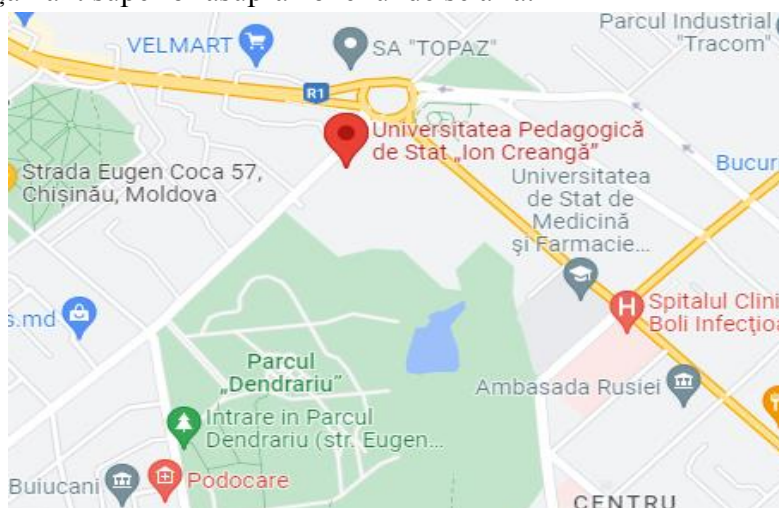 VELMART
SA "TOPAZ"
Parcul Industrial
"Tracom"
R1
Universitatea Pedagogică
de Stat „Ion Creangă”
Strada Eugen Coca 57,
Chișinău, Moldova
Universitatea
de Stat de
Medicină
și Farmacie...
Bucur
s.md
Spitalul Clini
Boli Infecțioa
Parcul
„Dendrariu”
Ambasada Rusiei
Intrare in Parcul
Dendrariu (str. Eugen...
Buiucani
Podocare
CENTRU